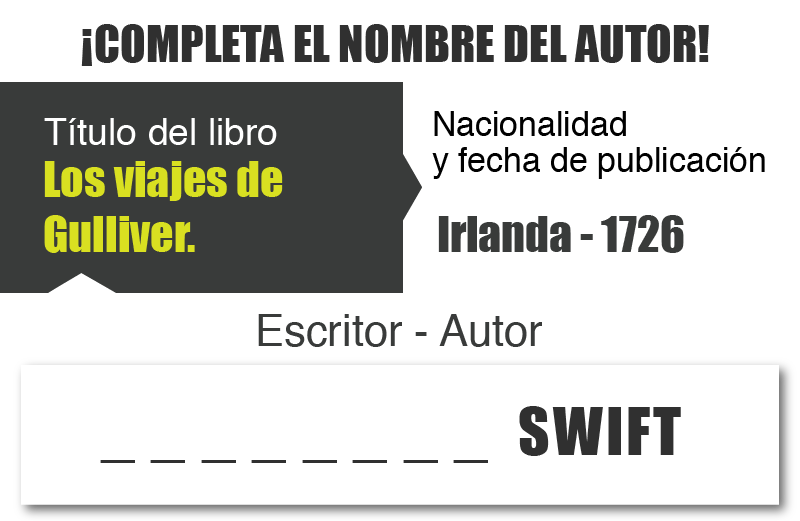 ¡COMPLETA EL NOMBRE DEL AUTOR!
Título del libro
Los viajes de
Gulliver.
Nacionalidad
y fecha de publicación
Irlanda - 1726
Escritor - Autor
_ _ _ _ _ _ _ _ SWIFT